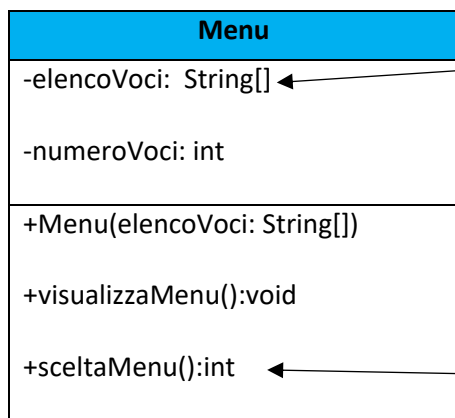 Menu
-elencoVoci:  String[]
-numeroVoci: int
+Menu(elencoVoci: String[])
+visualizzaMenu():void
+sceltaMenu():int